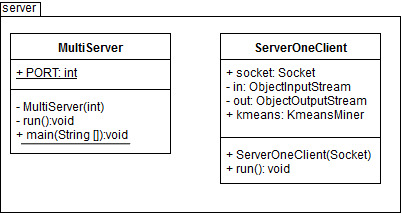 server
MultiServer
+ PORT: int
- MultiServer(int)
- run():void
+ main(String []):void
ServerOneClient
+ socket: Socket
- in: ObjectInputStream
- out: ObjectOutputStream
+ kmeans: KmeansMiner
+ ServerOneClient(Socket)
+ run(): void